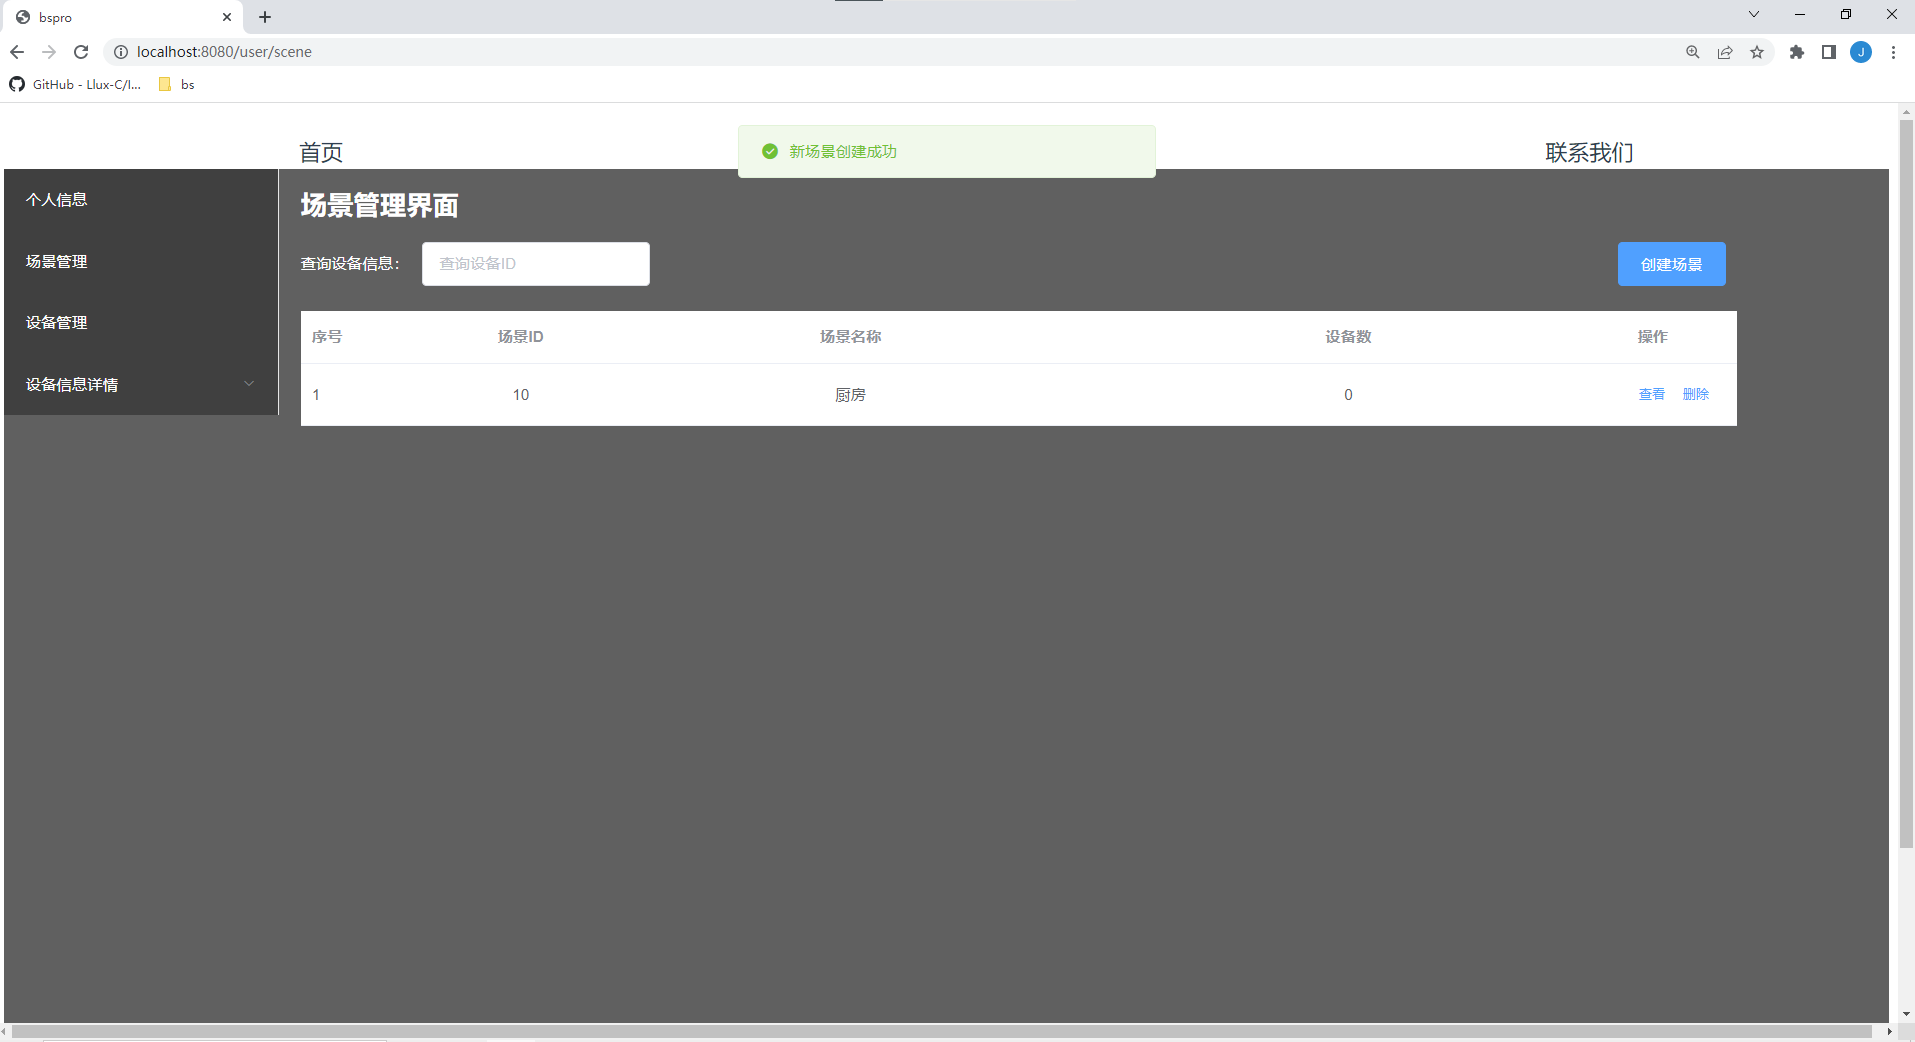 bspro
localhost:8080/user/scene
GitHub - Llux-C/I...
bs
新场景创建成功
首页
联系我们
个人信息
场景管理
设备管理
设备信息详情
场景管理界面
查询设备信息：
查询设备ID
创建场景
序号 场景ID 场景名称 设备数 操作
1 10 厨房 0 查看 删除
J